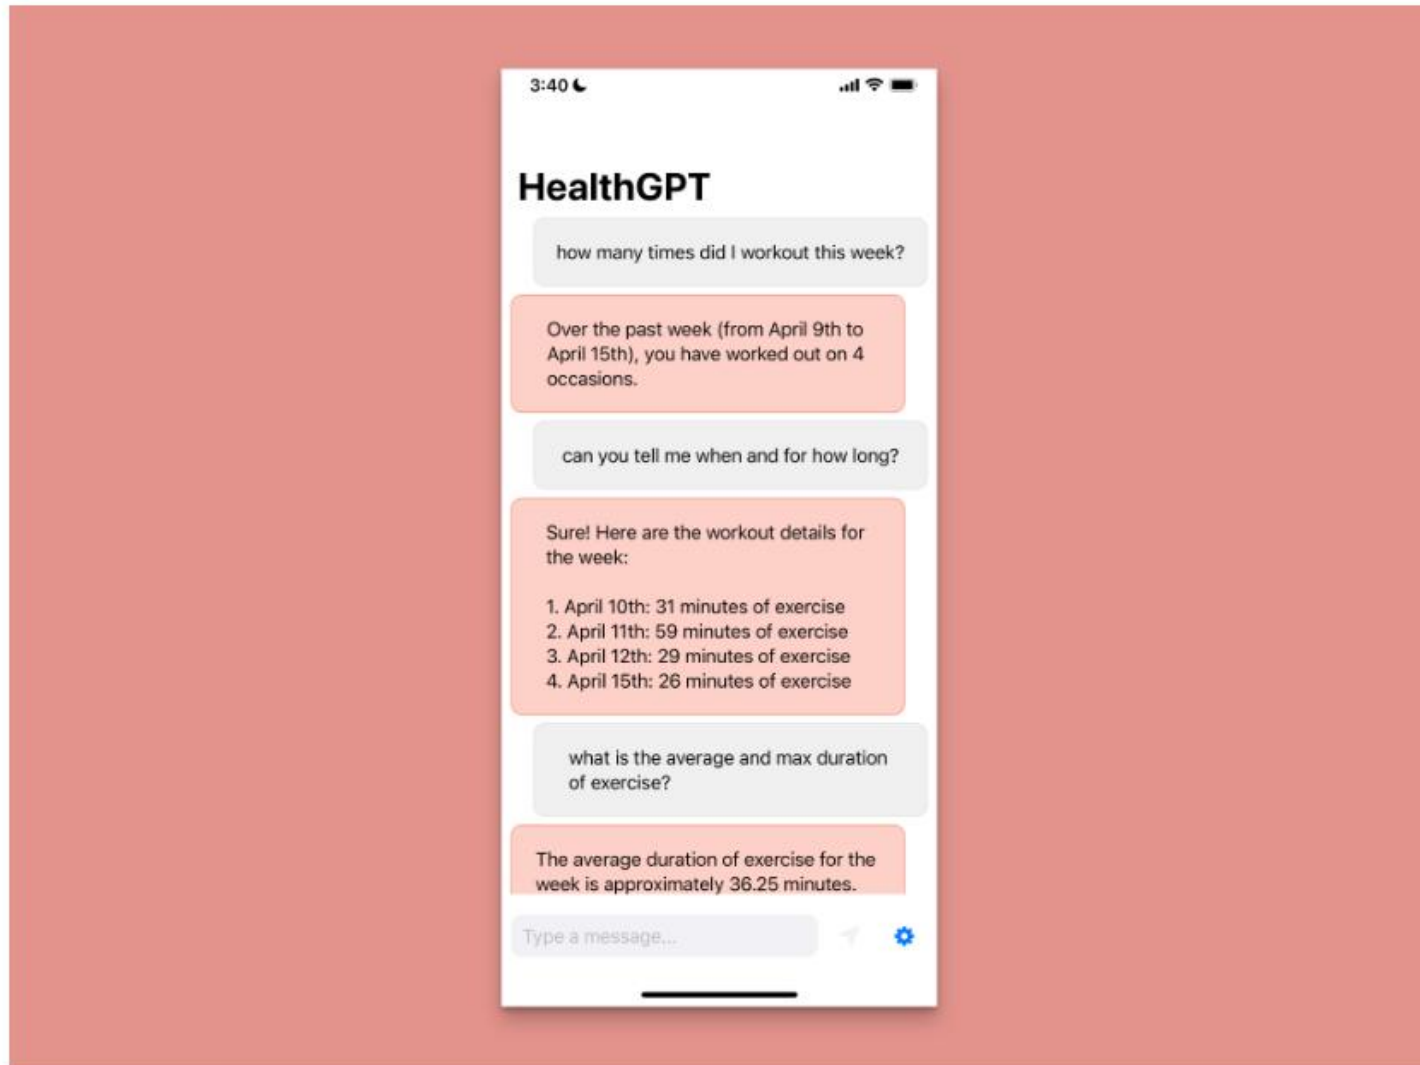 3:40
HealthGPT
how many times did I workout this week?
Over the past week (from April 9th to
April 15th), you have worked out on 4
occasions.
can you tell me when and for how long?
Sure! Here are the workout details for
the week:
1. April 10th: 31 minutes of exercise
2. April 11th: 59 minutes of exercise
3. April 12th: 29 minutes of exercise
4. April 15th: 26 minutes of exercise
what is the average and max duration
of exercise?
The average duration of exercise for the
week is approximately 36.25 minutes.
Type a message...